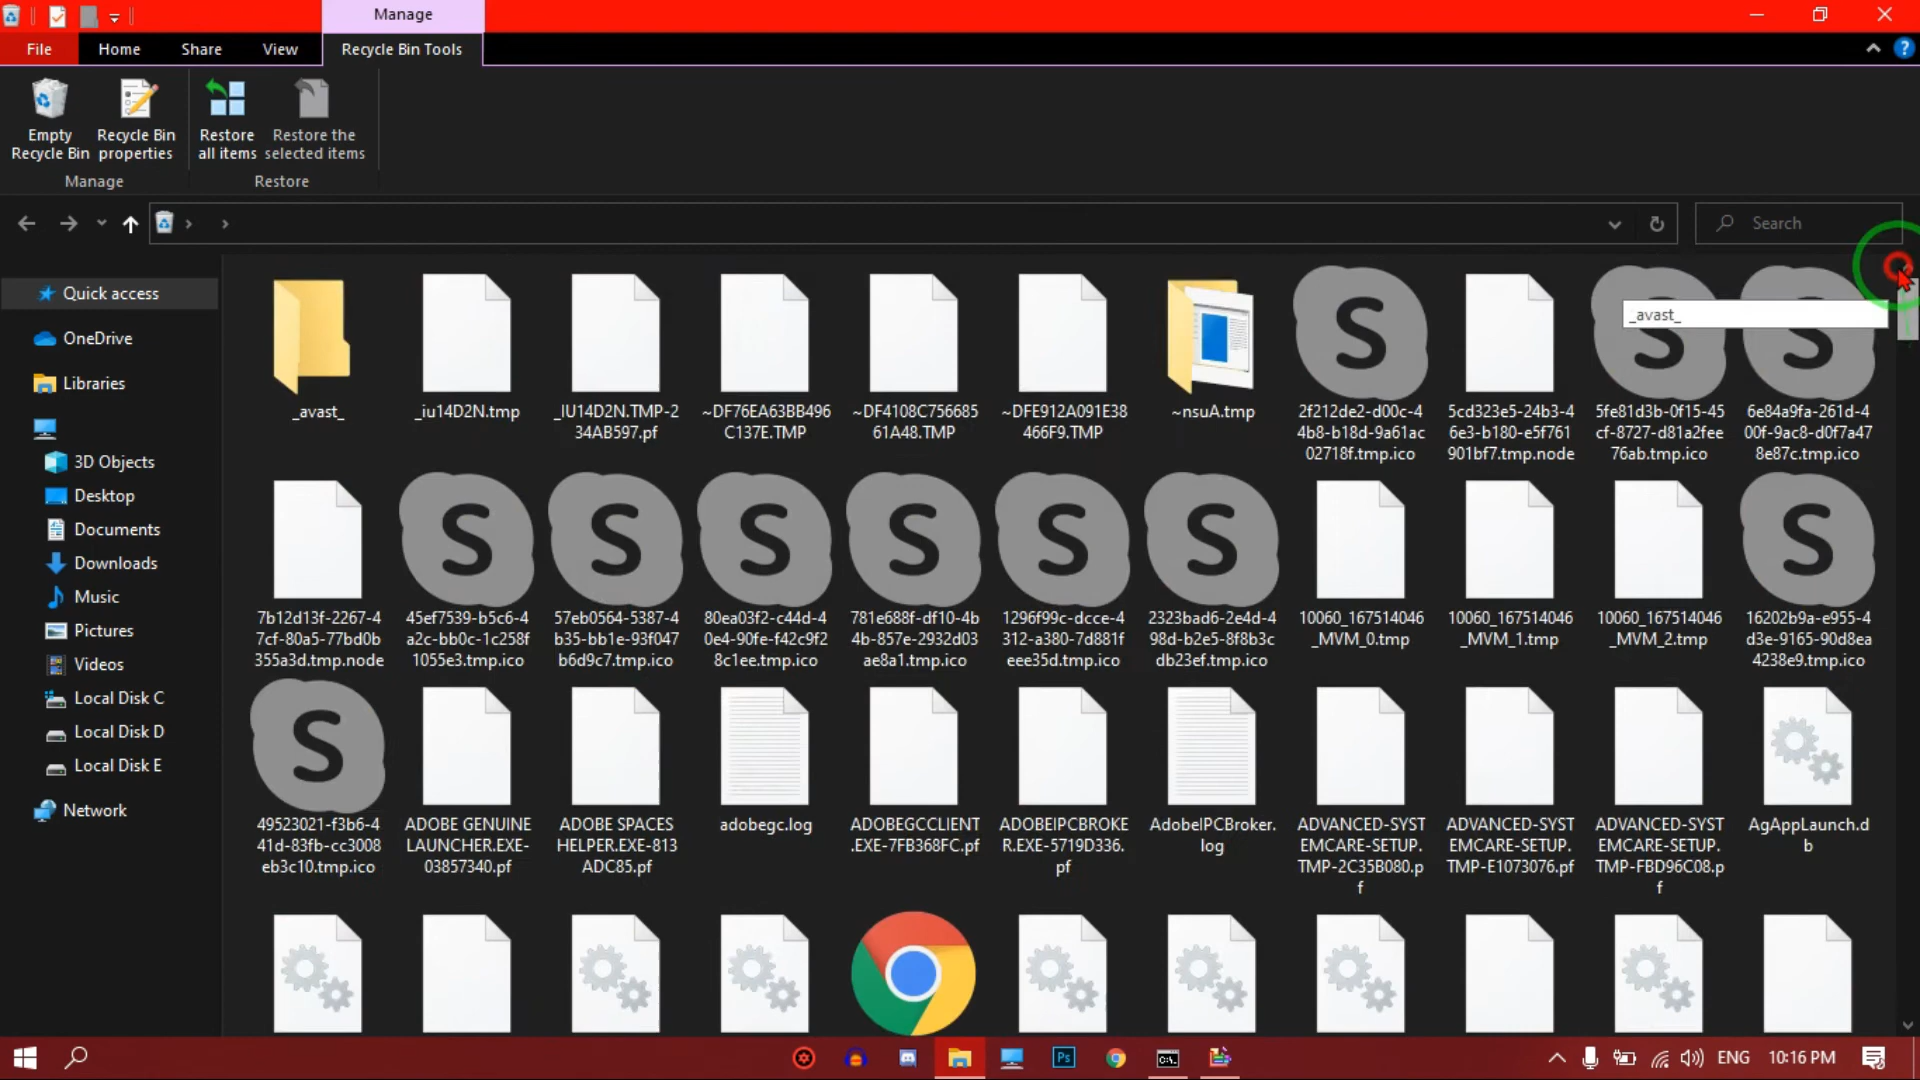 Manage
File
Home
Share
View
Recycle Bin Tools
Empty
Recycle Bin
Recycle Bin
properties
Restore
all items
Restore the
selected items
Manage
Restore
Search
_avast_
Quick access
OneDrive
Libraries
3D Objects
Desktop
Documents
Downloads
Music
Pictures
Videos
Local Disk C
Local Disk D
Local Disk E
Network
_avast_
_iu14D2N.tmp
_IU14D2N.TMP-2
34AB597.pf
~DF76EA63BB496
C137E.TMP
~DF4108C756685
61A48.TMP
~DFE912A091E38
466F9.TMP
~nsuA.tmp
2f212de2-d00c-4
4b8-b18d-9a61ac
02718f.tmp.ico
5cd323e5-24b3-4
6e3-b180-e5f761
901bf7.tmp.node
5fe81d3b-0f15-45
cf-8727-d81a2fee
76ab.tmp.ico
6e84a9fa-261d-4
00f-9ac8-d0f7a47
8e87c.tmp.ico
7b12d13f-2267-4
7cf-80a5-77bd0b
355a3d.tmp.node
45ef7539-b5c6-4
a2c-bb0c-1c258f
1055e3.tmp.ico
57eb0564-5387-4
b35-bb1e-93f047
b6d9c7.tmp.ico
80ea03f2-c44d-4
0e4-90fe-f42c9f2
8c1ee.tmp.ico
781e688f-df10-4b
4b-857e-2932d03
ae8a1.tmp.ico
1296f99c-dcce-4
312-a380-7d881f
eee35d.tmp.ico
2323bad6-2e4d-4
98d-b2e5-8f8b3c
db23ef.tmp.ico
10060_167514046
_MVM_0.tmp
10060_167514046
_MVM_1.tmp
10060_167514046
_MVM_2.tmp
16202b9a-e955-4
d3e-9165-90d8ea
4238e9.tmp.ico
49523021-f3b6-4
41d-83fb-cc3008
eb3c10.tmp.ico
ADOBE GENUINE
LAUNCHER.EXE-
03857340.pf
ADOBE SPACES
HELPER.EXE-813
ADC85.pf
adobegc.log
ADOBEGCCLIENT
.EXE-7FB368FC.pf
ADOBEIPCBROKE
R.EXE-5719D336.
pf
AdobeIPCBroker.
log
ADVANCED-SYST
EMCARE-SETUP.
TMP-2C35B080.p
f
ADVANCED-SYST
EMCARE-SETUP.
TMP-E1073076.pf
ADVANCED-SYST
EMCARE-SETUP.
TMP-FBD96C08.p
f
AgAppLaunch.d
b
Ps
ENG
10:16 PM